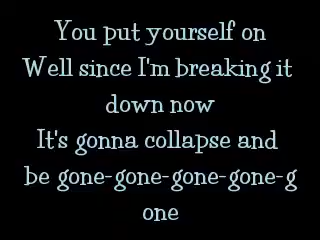 You put yourself on
Well since I'm breaking it
down now
It's gonna collapse and
be gone-gone-gone-gone-g
one